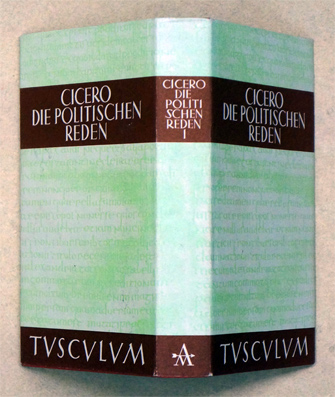 CICERO
DIE POLITISCHEN
REDEN
TVSCVLVM
CICERO
DIE
POLITI
SCHEN
REDEN
I
CICERO
DIE POLITISCHEN
REDEN
TVSCVLVM